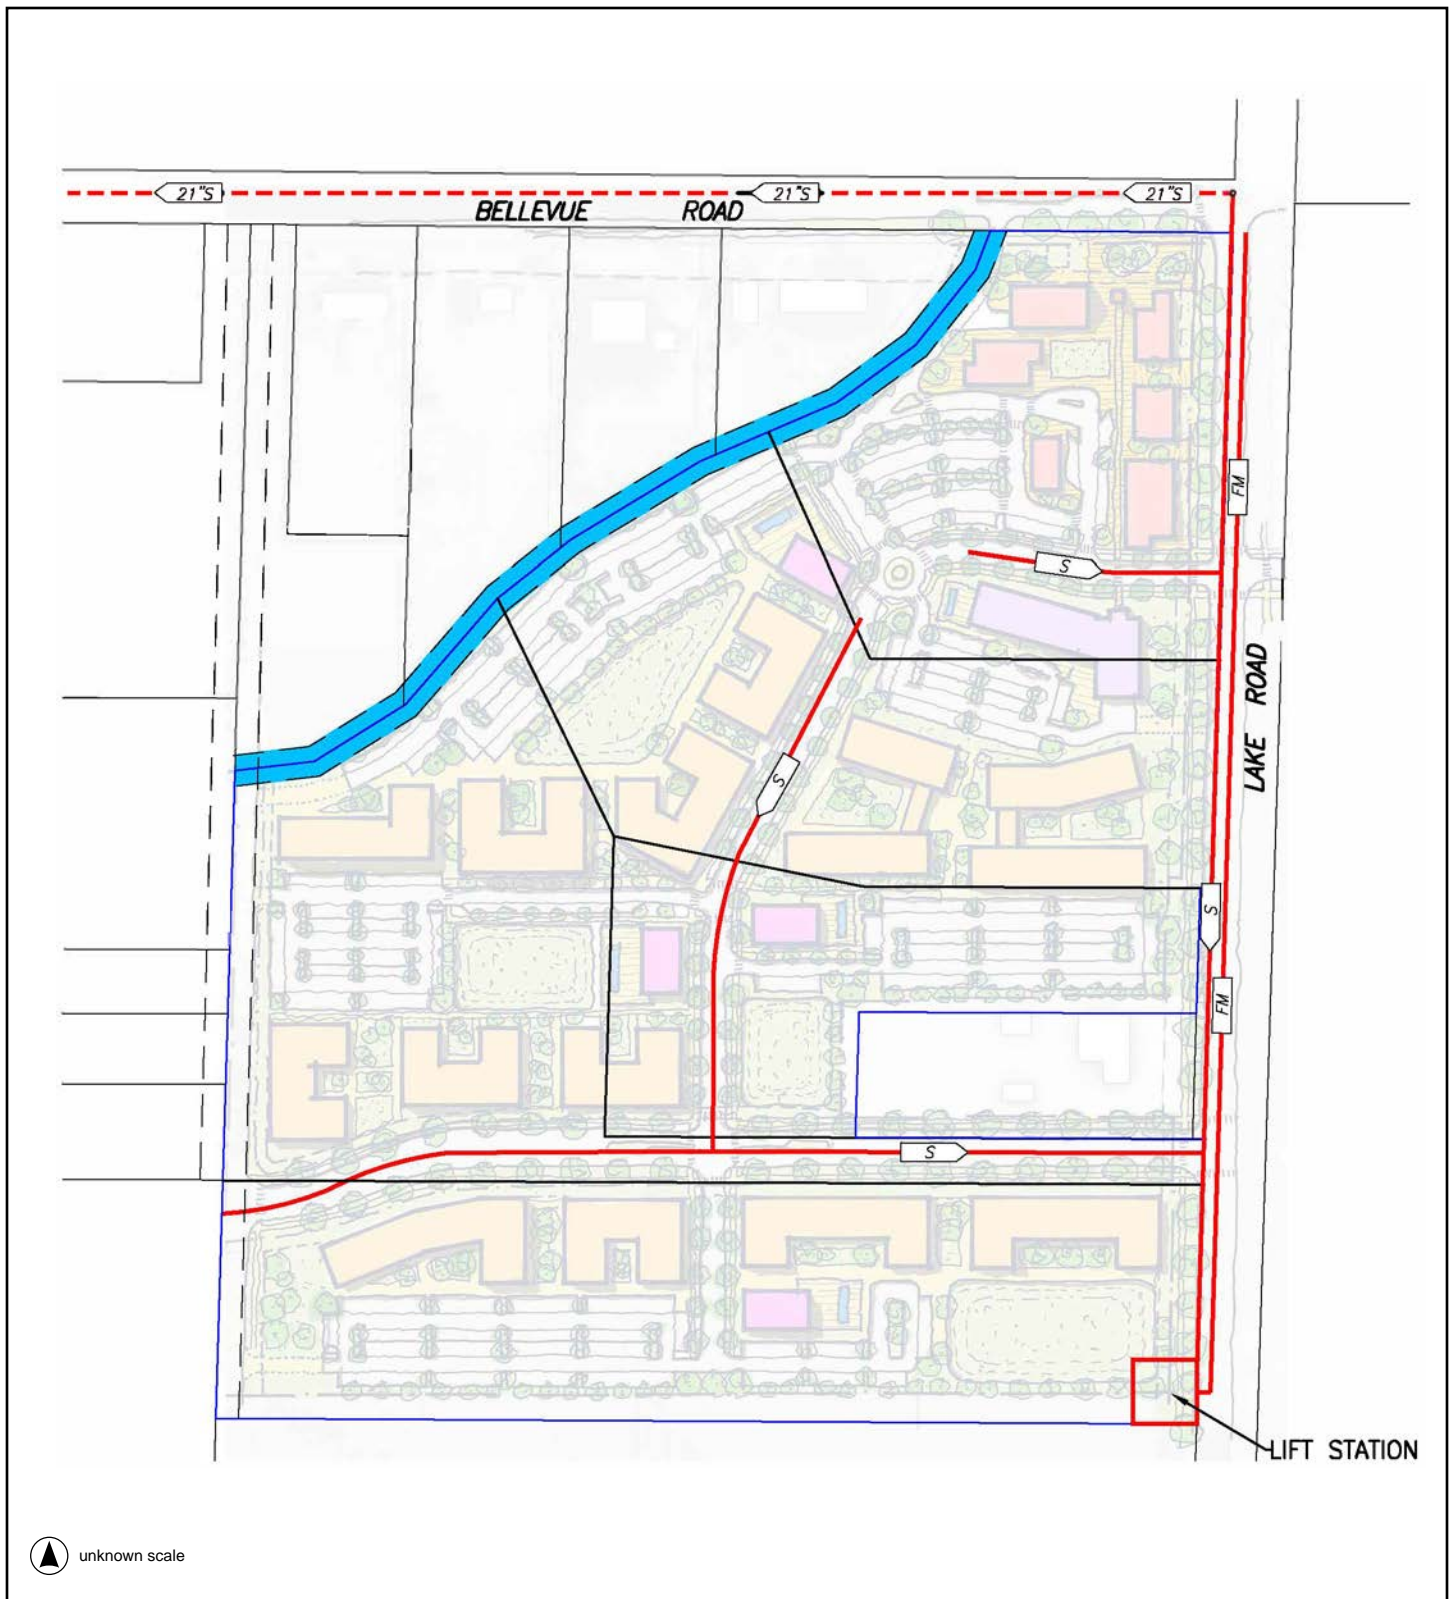 21"S
21"S
21"S
BELLEVUE ROAD
FM
S
LAKE ROAD
S
S
FM
S
LIFT STATION
unknown scale